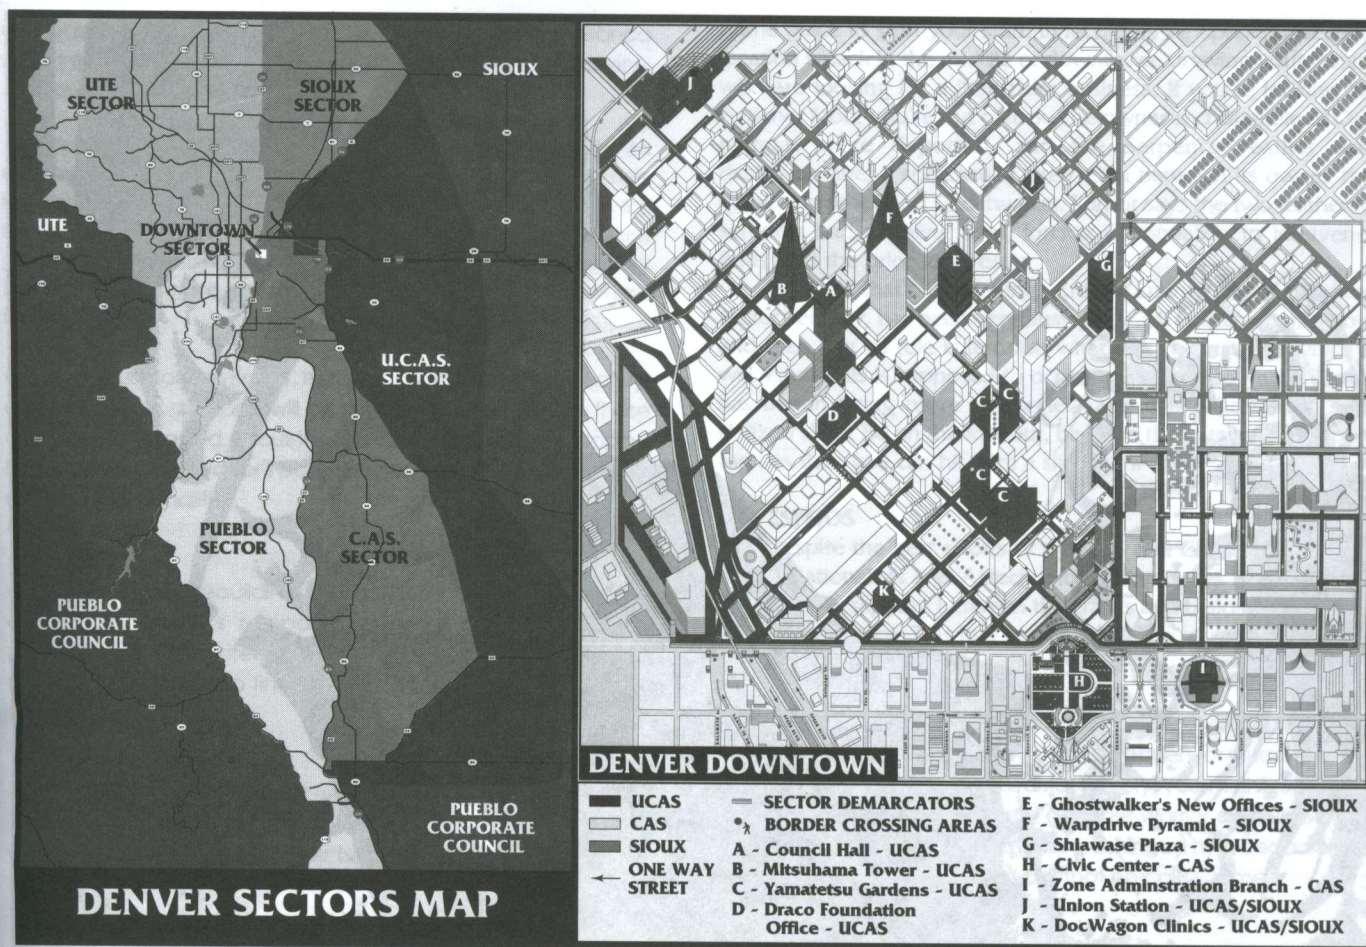 UTE
SECTOR
SIOUX
SECTOR
SIOUX
UTE
DOWNTOWN
SECTOR
U.C.A.S.
SECTOR
PUEBLO
SECTOR
C.A.S.
SECTOR
PUEBLO
CORPORATE
COUNCIL
PUEBLO
CORPORATE
COUNCIL
DENVER SECTORS MAP
J
J
F
E
G
B
A
C
C
D
C
C
K
H
I
DENVER DOWNTOWN
UCAS
CAS
SIOUX
ONE WAY
STREET
SECTOR DEMARCATORS
BORDER CROSSING AREAS
A - Council Hall - UCAS
B - Mitsuhama Tower - UCAS
C - Yamatetsu Gardens - UCAS
D - Draco Foundation
Office - UCAS
E - Ghostwalker's New Offices - SIOUX
F - Warpdrive Pyramid - SIOUX
G - Shiawase Plaza - SIOUX
H - Civic Center - CAS
I - Zone Adminstration Branch - CAS
J - Union Station - UCAS/SIOUX
K - DocWagon Clinics - UCAS/SIOUX